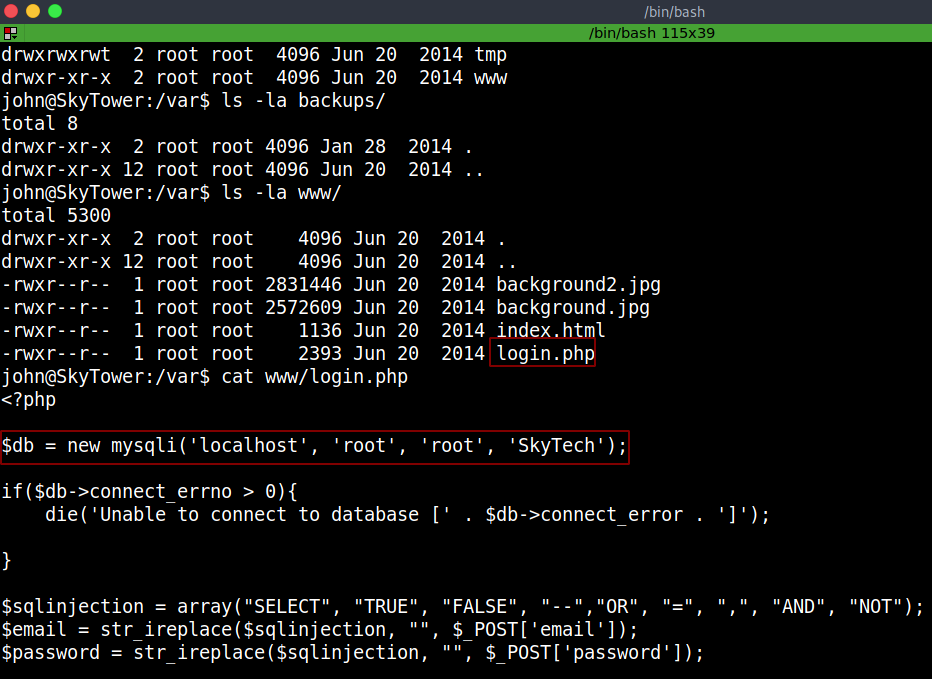 /bin/bash
/bin/bash 115x39
drwxrwxrwt  2 root root  4096 Jun 20  2014 tmp
drwxr-xr-x  2 root root  4096 Jun 20  2014 www
john@SkyTower:/var$ ls -la backups/
total 8
drwxr-xr-x  2 root root 4096 Jan 28  2014 .
drwxr-xr-x 12 root root 4096 Jun 20  2014 ..
john@SkyTower:/var$ ls -la www/
total 5300
drwxr-xr-x  2 root root    4096 Jun 20  2014 .
drwxr-xr-x 12 root root    4096 Jun 20  2014 ..
-rwxr--r--  1 root root 2831446 Jun 20  2014 background2.jpg
-rwxr--r--  1 root root 2572609 Jun 20  2014 background.jpg
-rwxr--r--  1 root root    1136 Jun 20  2014 index.html
-rwxr--r--  1 root root    2393 Jun 20  2014 login.php
john@SkyTower:/var$ cat www/login.php
<?php
$db = new mysqli('localhost', 'root', 'root', 'SkyTech');
if($db->connect_errno > 0){
    die('Unable to connect to database [' . $db->connect_error . ']');
}
$sqlinjection = array("SELECT", "TRUE", "FALSE", "--","OR", "=", ",", "AND", "NOT");
$email = str_ireplace($sqlinjection, "", $_POST['email']);
$password = str_ireplace($sqlinjection, "", $_POST['password']);